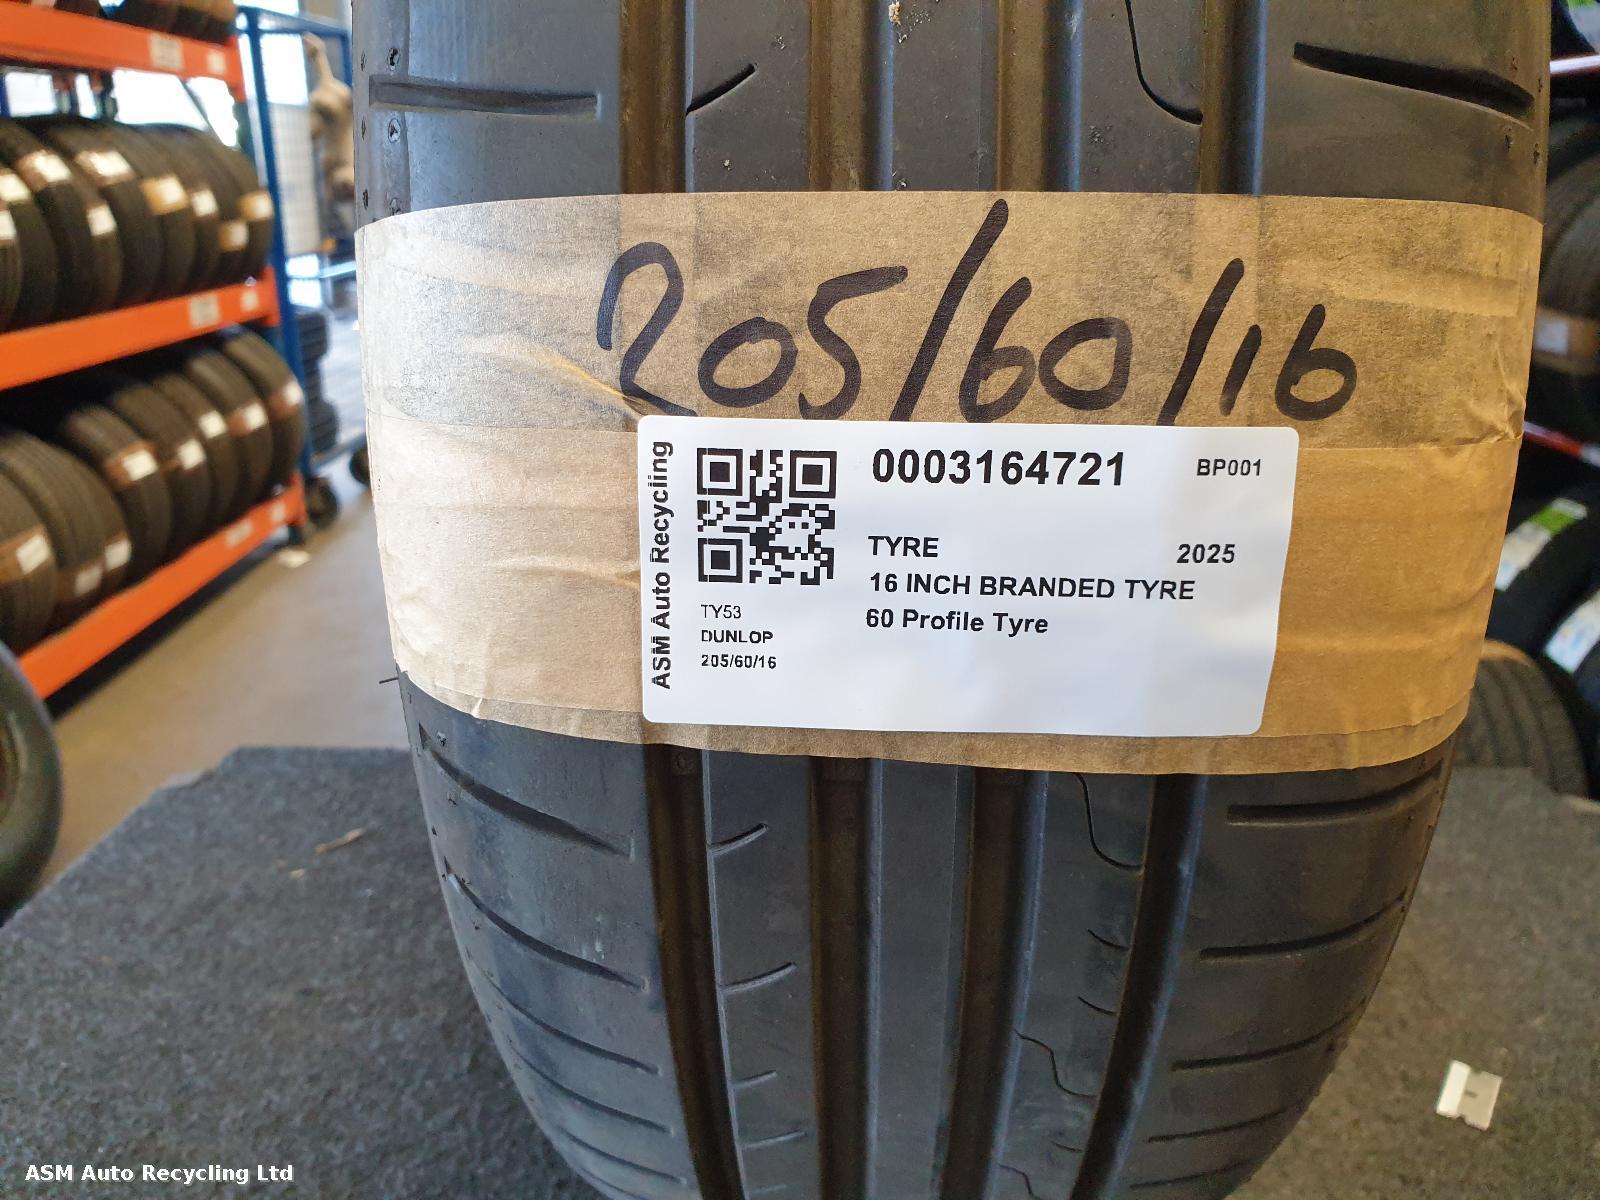 205/60/16
ASM Auto Recycling
0003164721
BP001
TYRE
2025
16 INCH BRANDED TYRE
60 Profile Tyre
TY53
DUNLOP
205/60/16
ASM Auto Recycling Ltd